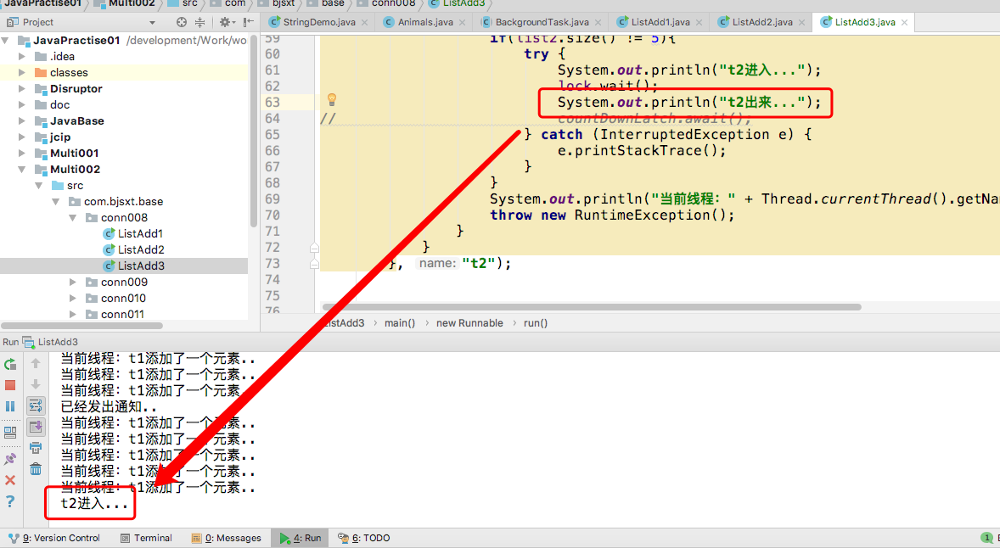 JavaPractise01 Multi002 src com bjsxt base conn008 ListAdd3
Project
StringDemo.java × Animals.java × BackgroundTask.java × ListAdd1.java × ListAdd2.java × ListAdd3.java ×
JavaPractise01 /development/Work/wo
.idea
classes
Disruptor
doc
JavaBase
jcip
Multi001
Multi002
src
com.bjsxt.base
conn008
ListAdd1
ListAdd2
ListAdd3
conn009
conn010
conn011
59 if(list2.size() != 5){
60 try {
61 System.out.println("t2进入...");
62 lock.wait();
63 System.out.println("t2出来...");
64 // countDownLatch.await();
65 } catch (InterruptedException e) {
66 e.printStackTrace();
67 }
68 }
69 System.out.println("当前线程：" + Thread.currentThread().getNa
70 throw new RuntimeException();
71 }
72 }
73 }, name: "t2");
74
75
76
ListAdd3 › main() › new Runnable › run()
Run ListAdd3
当前线程：t1添加了一个元素..
当前线程：t1添加了一个元素..
当前线程：t1添加了一个元素..
已经发出通知..
当前线程：t1添加了一个元素..
当前线程：t1添加了一个元素..
当前线程：t1添加了一个元素..
当前线程：t1添加了一个元素..
当前线程：t1添加了一个元素..
t2进入...
9: Version Control Terminal 0: Messages 4: Run 6: TODO 1